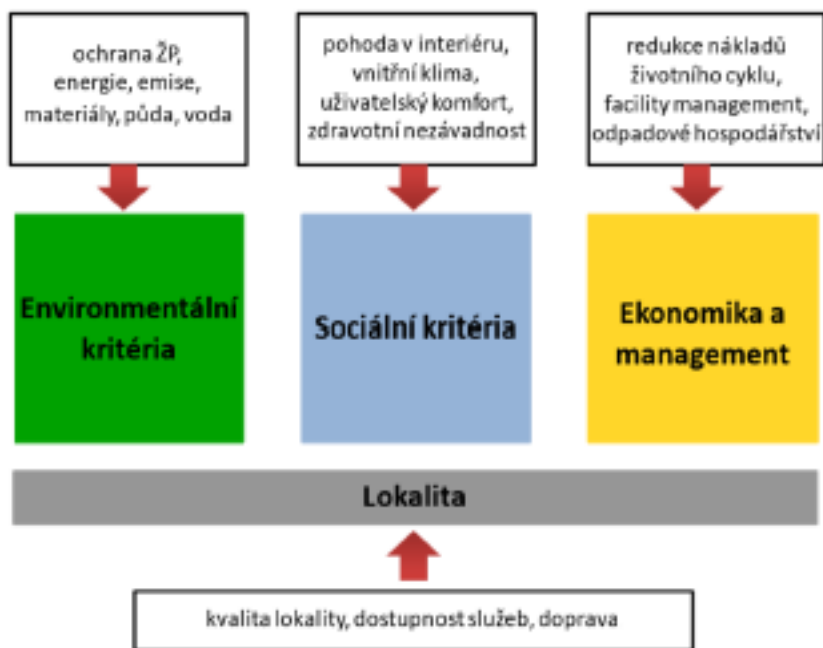 ochrana ŽP,
energie, emise,
materiály, půda, voda
pohoda v interiéru,
vnitřní klima,
uživatelský komfort,
zdravotní nezávadnost
redukce nákladů
životního cyklu,
facility management,
odpadové hospodářství
Environmentální
kritéria
Sociální kritéria
Ekonomika a
management
Lokalita
kvalita lokality, dostupnost služeb, doprava